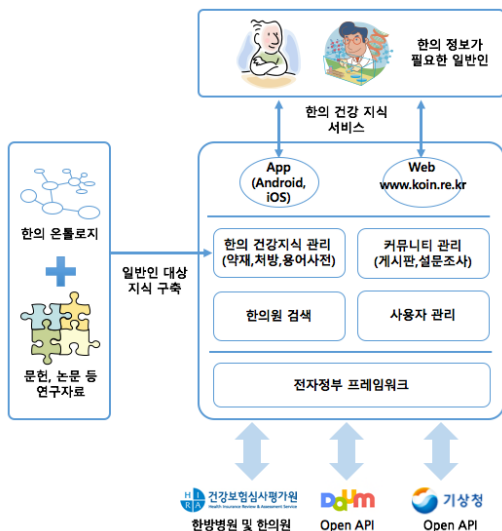 한의 정보가
필요한 일반인
한의 건강 지식
서비스
App
(Android,
iOS)
Web
www.koin.re.kr
한의 온톨로지
문헌, 논문 등
연구자료
일반인 대상
지식 구축
한의 건강지식 관리
(약재,처방,용어사전)
커뮤니티 관리
(게시판,설문조사)
한의원 검색
사용자 관리
전자정부 프레임워크
HIRA
건강보험심사평가원
Health Insurance Review & Assessment Service
한방병원 및 한의원
Daum
Open API
기상청
Open API